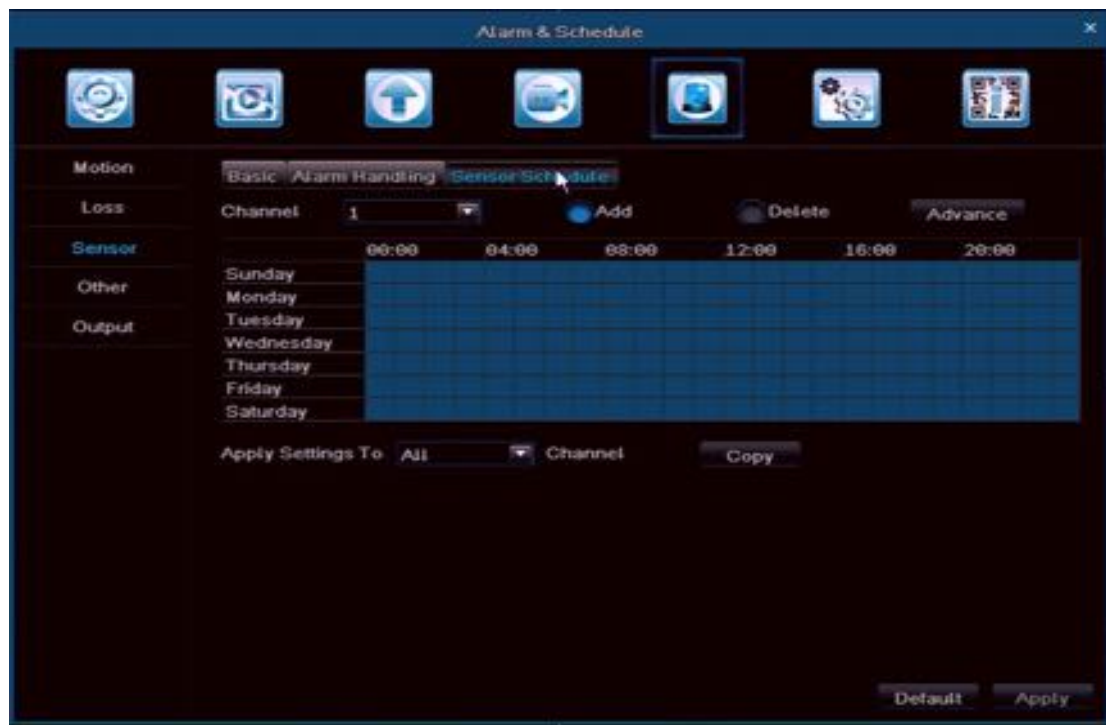 Alarm & Schedule ×
Motion
Loss
Sensor
Other
Output
Basic Alarm Handling Sensor Schedule
Channel 1 Add Delete Advance
00:00 04:00 08:00 12:00 16:00 20:00
Sunday
Monday
Tuesday
Wednesday
Thursday
Friday
Saturday
Apply Settings To All Channel Copy
Default Apply